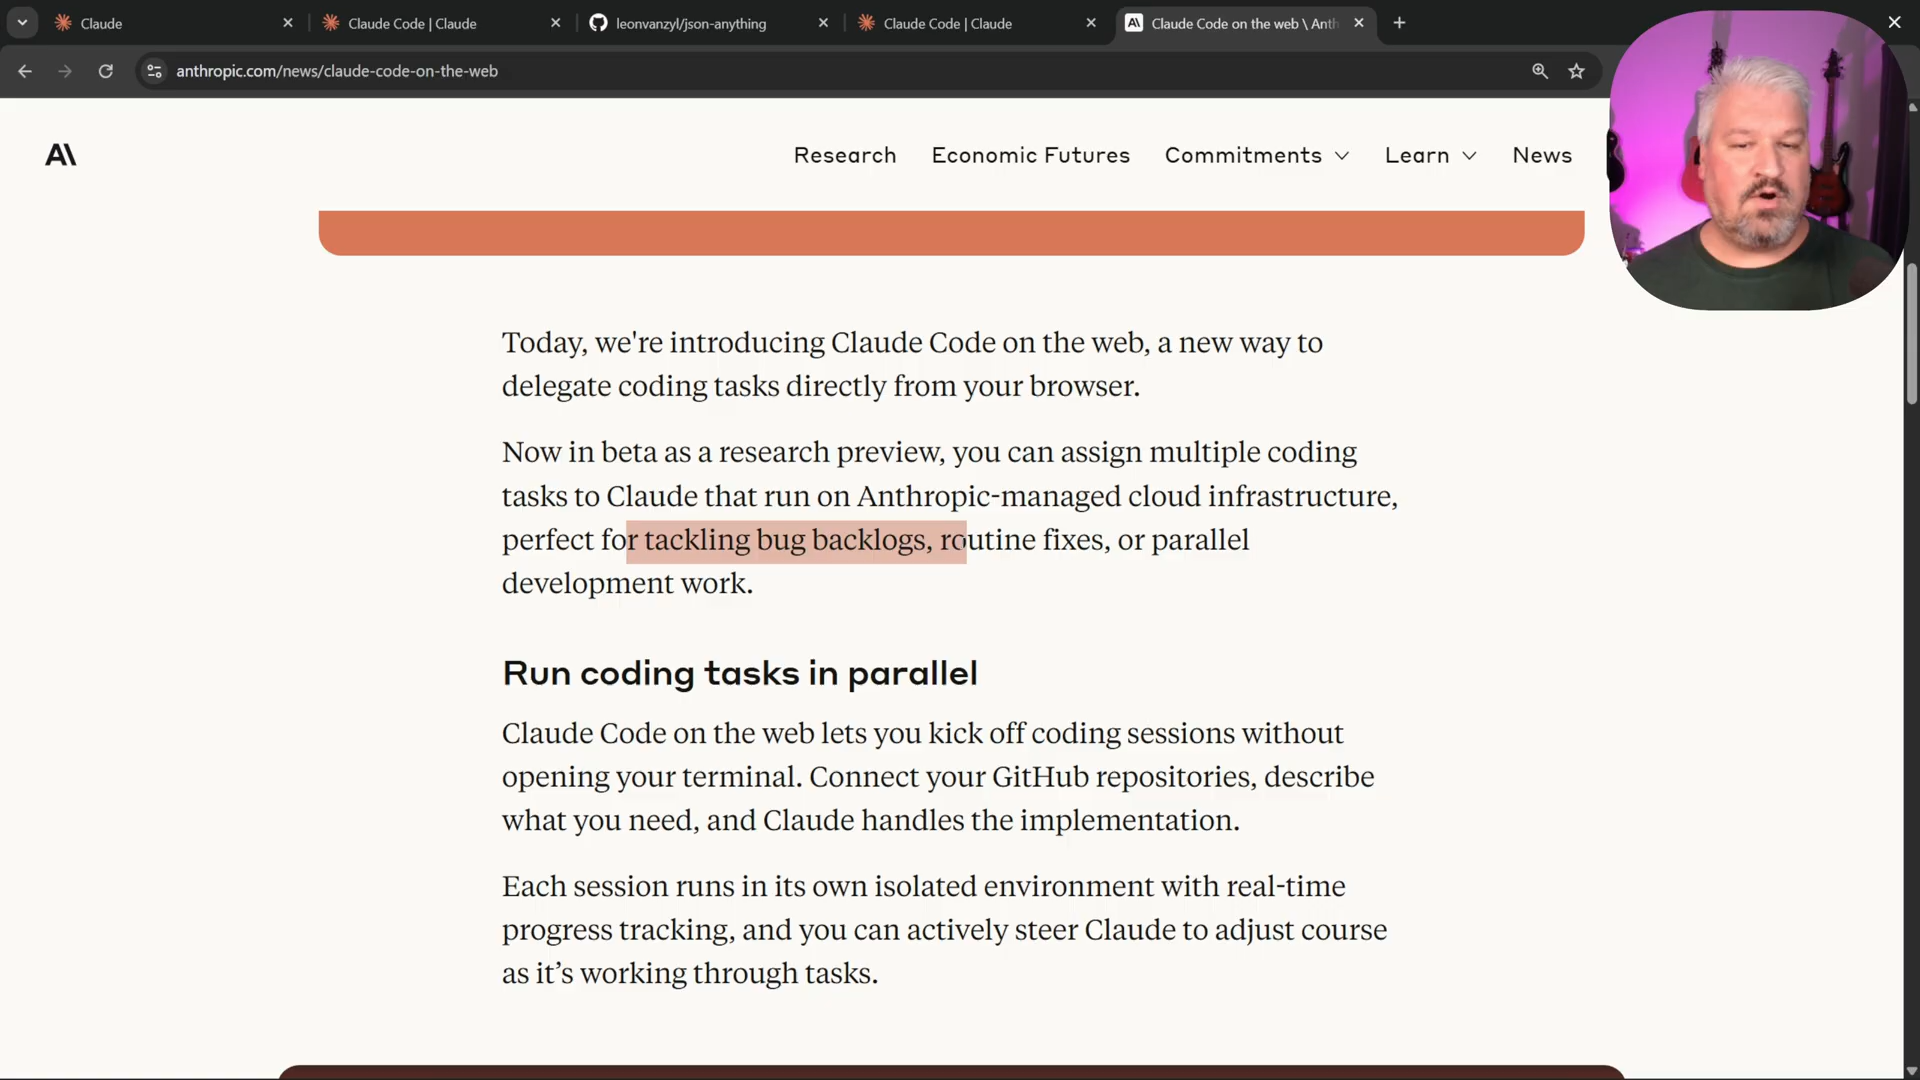 Claude
Claude Code | Claude
leonvanzyl/json-anything
Claude Code | Claude
Claude Code on the web \ Anth
anthropic.com/news/claude-code-on-the-web
A\
Research
Economic Futures
Commitments
Learn
News
Today, we're introducing Claude Code on the web, a new way to
delegate coding tasks directly from your browser.
Now in beta as a research preview, you can assign multiple coding
tasks to Claude that run on Anthropic-managed cloud infrastructure,
perfect for tackling bug backlogs, routine fixes, or parallel
development work.
Run coding tasks in parallel
Claude Code on the web lets you kick off coding sessions without
opening your terminal. Connect your GitHub repositories, describe
what you need, and Claude handles the implementation.
Each session runs in its own isolated environment with real-time
progress tracking, and you can actively steer Claude to adjust course
as it’s working through tasks.